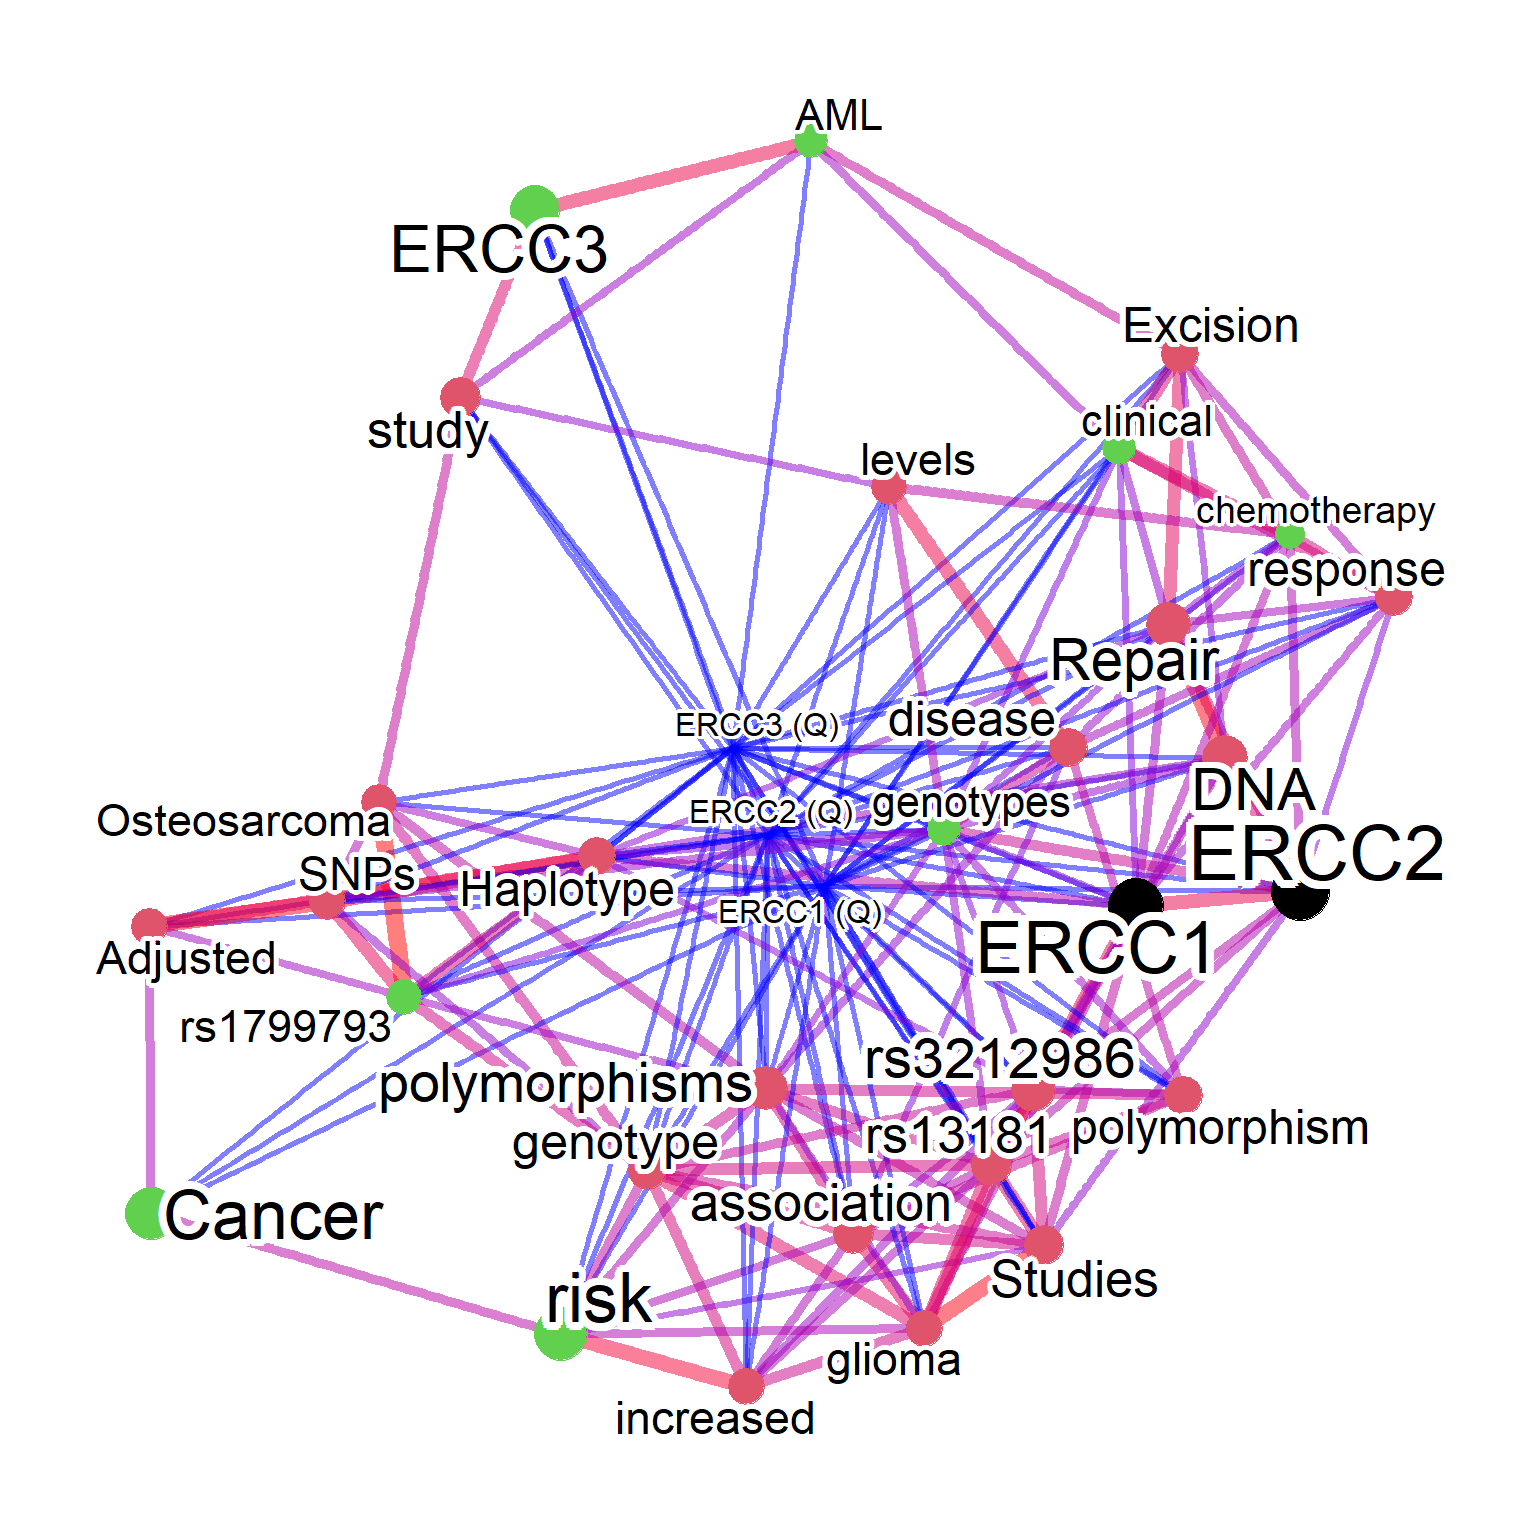 AML
ERCC3
Excision
study
clinical
levels
chemotherapy
response
Repair
ERCC3 (Q)
disease
DNA
Osteosarcoma
ERCC2 (Q)
genotypes
ERCC2
SNPs
Haplotype
ERCC1 (Q)
Adjusted
ERCC1
rs1799793
rs3212986
polymorphisms
genotype
rs13181
polymorphism
association
Cancer
Studies
risk
glioma
increased